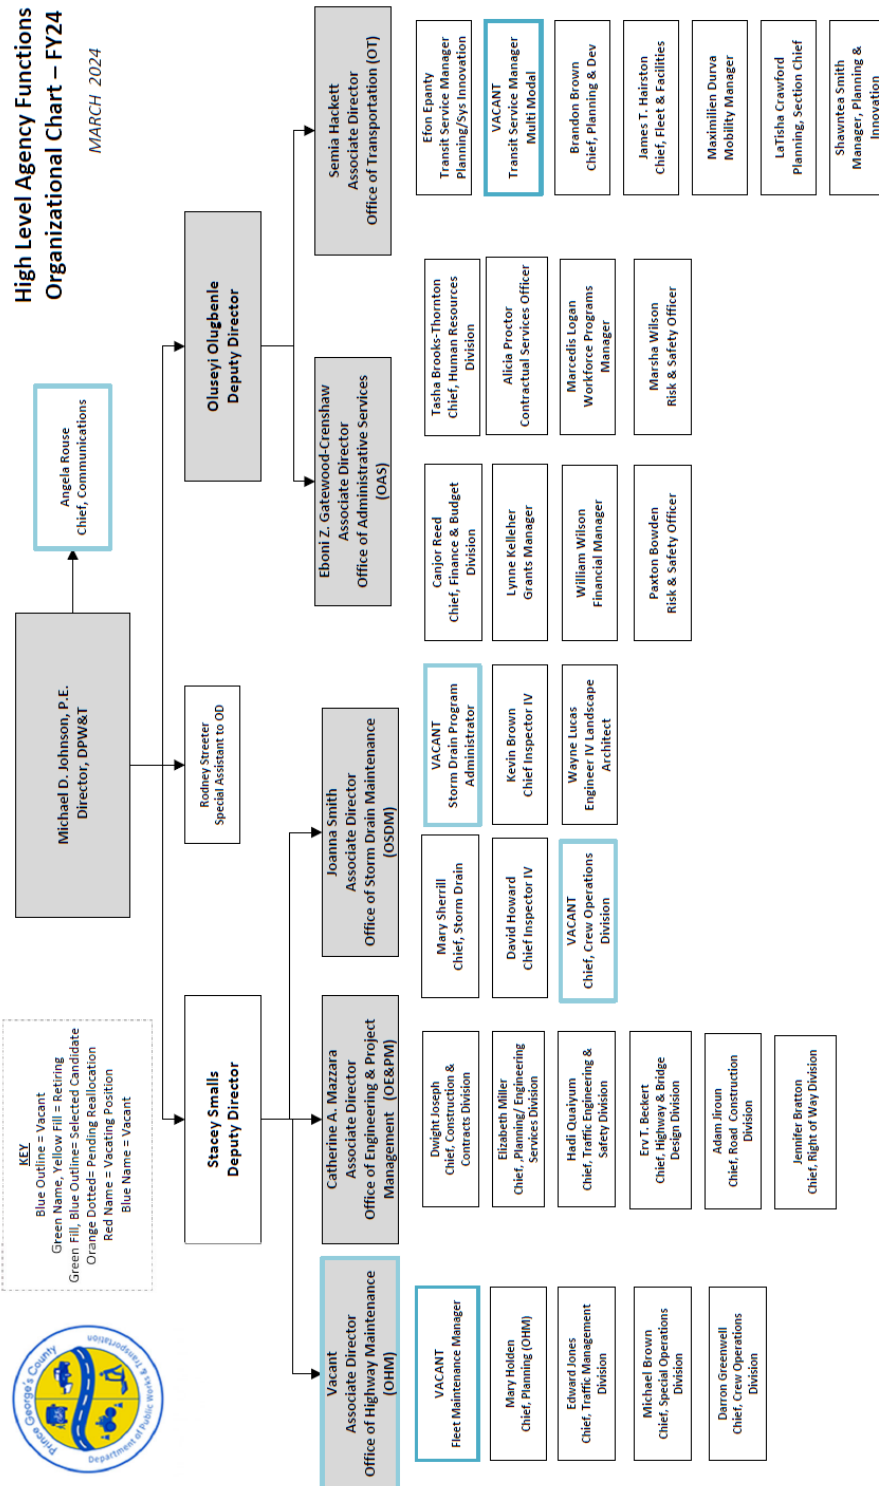 High Level Agency Functions
Organizational Chart – FY24
MARCH 2024
Prince George's County
Department of Public Works & Transportation
KEY
Blue Outline = Vacant
Green Name, Yellow Fill = Retiring
Green Fill, Blue Outline= Selected Candidate
Orange Dotted= Pending Reallocation
Red Name = Vacating Position
Blue Name = Vacant
Michael D. Johnson, P.E.
Director, DPW&T
Angela Rouse
Chief, Communications
Rodney Streeter
Special Assistant to OD
Stacey Smalls
Deputy Director
Oluseyi Olugbenle
Deputy Director
Vacant
Associate Director
Office of Highway Maintenance
(OHM)
Catherine A. Mazzara
Associate Director
Office of Engineering & Project
Management (OE&PM)
Joanna Smith
Associate Director
Office of Storm Drain Maintenance
(OSDM)
Eboni Z. Gatewood-Crenshaw
Associate Director
Office of Administrative Services
(OAS)
Semia Hackett
Associate Director
Office of Transportation (OT)
VACANT
Fleet Maintenance Manager
Mary Holden
Chief, Planning (OHM)
Edward Jones
Chief, Traffic Management
Division
Michael Brown
Chief, Special Operations
Division
Darron Greenwell
Chief, Crew Operations
Division
Dwight Joseph
Chief, Construction &
Contracts Division
Elizabeth Miller
Chief, ,Planning/ Engineering
Services Division
Hadi Quaiyum
Chief, Traffic Engineering &
Safety Division
Erv T. Beckert
Chief, Highway & Bridge
Design Division
Adam Jiroun
Chief, Road Construction
Division
Jennifer Bratton
Chief, Right of Way Division
Mary Sherrill
Chief, Storm Drain
David Howard
Chief Inspector IV
VACANT
Chief, Crew Operations
Division
VACANT
Storm Drain Program
Administrator
Kevin Brown
Chief Inspector IV
Wayne Lucas
Engineer IV Landscape
Architect
Canjor Reed
Chief, Finance & Budget
Division
Lynne Kelleher
Grants Manager
William Wilson
Financial Manager
Paxton Bowden
Risk & Safety Officer
Tasha Brooks-Thornton
Chief, Human Resources
Division
Alicia Proctor
Contractual Services Officer
Marcedis Logan
Workforce Programs
Manager
Marsha Wilson
Risk & Safety Officer
Efon Epanty
Transit Service Manager
Planning/Sys Innovation
VACANT
Transit Service Manager
Multi Modal
Brandon Brown
Chief, Planning & Dev
James T. Hairston
Chief, Fleet & Facilities
Maximilien Durva
Mobility Manager
LaTisha Crawford
Planning, Section Chief
Shawntea Smith
Manager, Planning &
Innovation